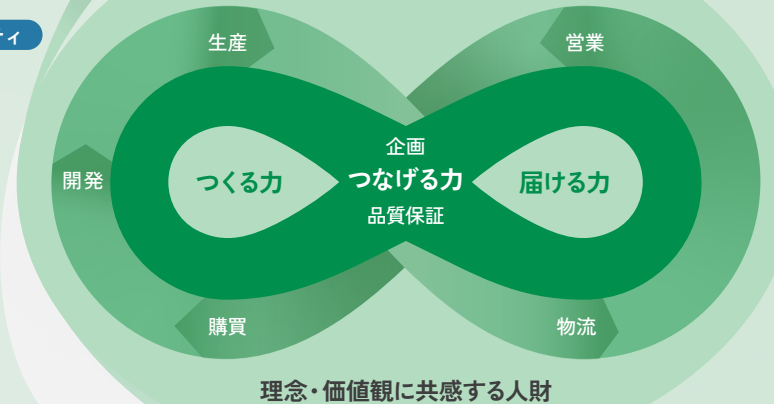 ティ
生産
営業
企画
開発
つくる力
つなげる力
届ける力
品質保証
購買
物流
理念・価値観に共感する人財